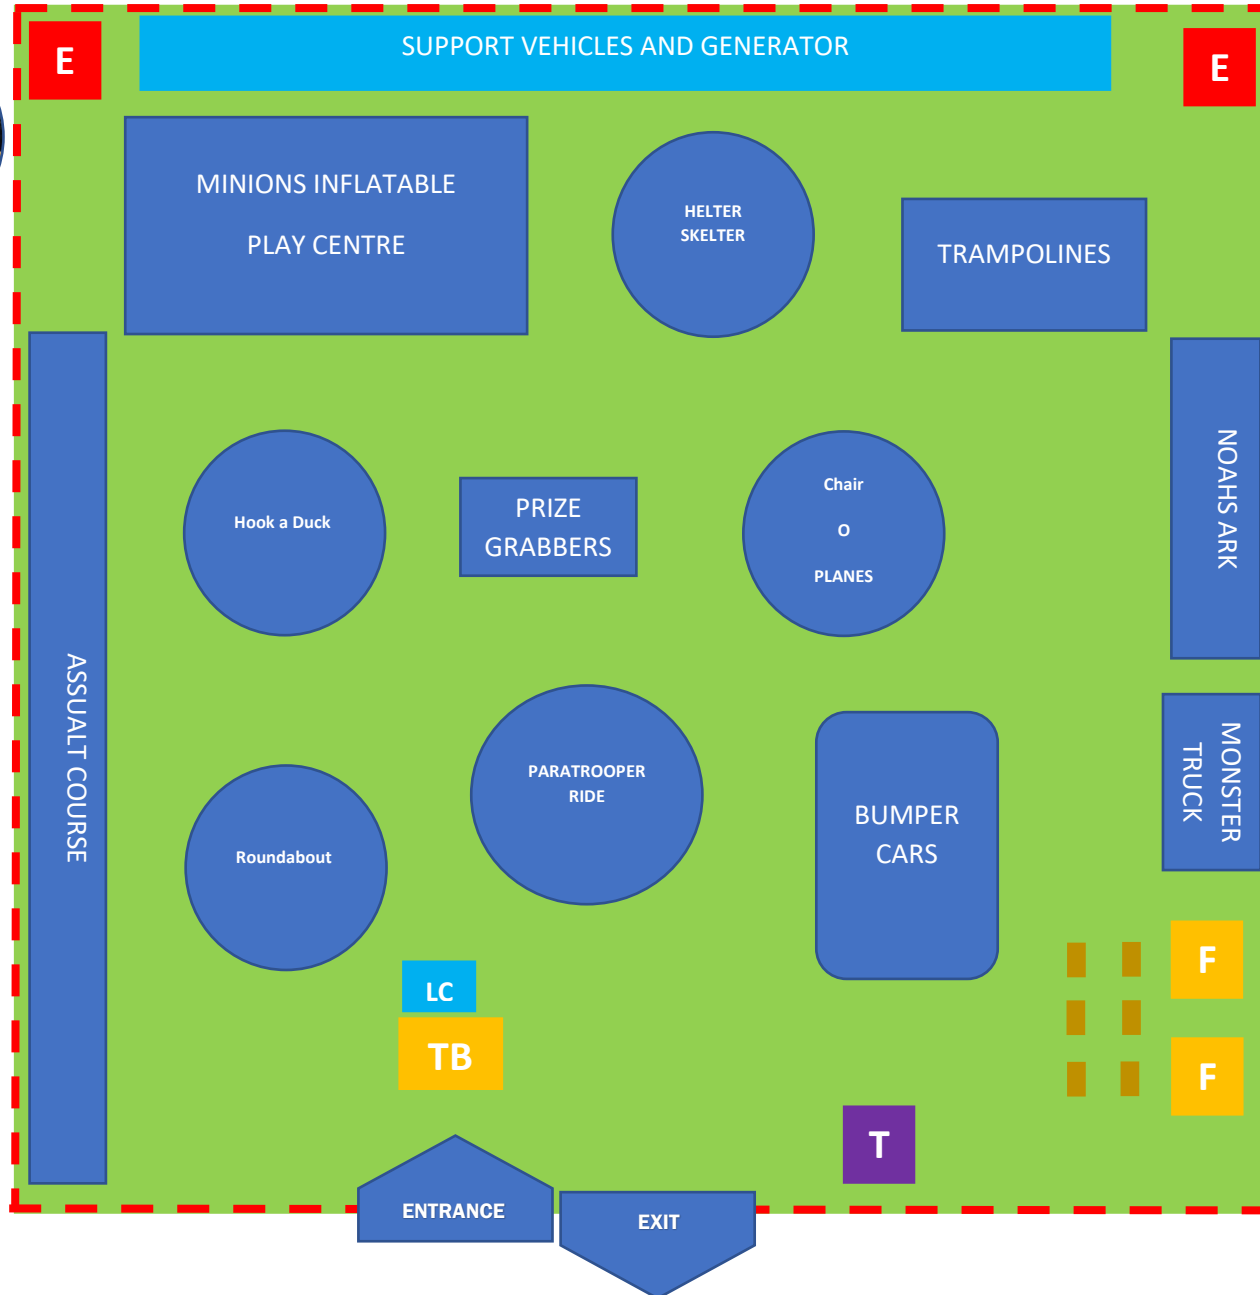 E
SUPPORT VEHICLES AND GENERATOR
E
MINIONS INFLATABLE
PLAY CENTRE
HELTER
SKELTER
TRAMPOLINES
NOAHS ARK
Hook a Duck
PRIZE
GRABBERS
Chair
O
PLANES
ASSUALT COURSE
MONSTER
TRUCK
PARATROOPER
RIDE
BUMPER
CARS
Roundabout
F
LC
TB
F
T
ENTRANCE
EXIT